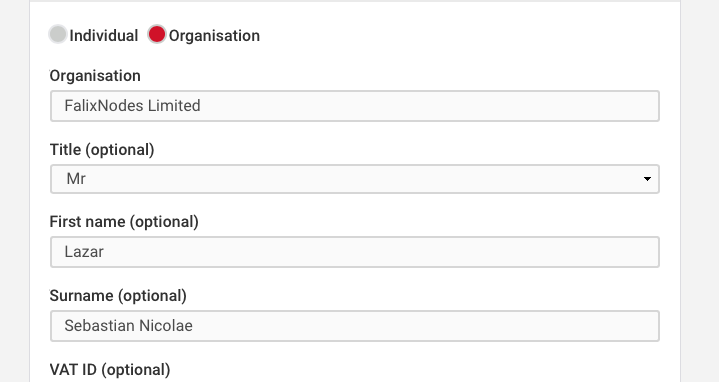 Individual Organisation
Organisation
FalixNodes Limited
Title (optional)
Mr
First name (optional)
Lazar
Surname (optional)
Sebastian Nicolae
VAT ID (optional)